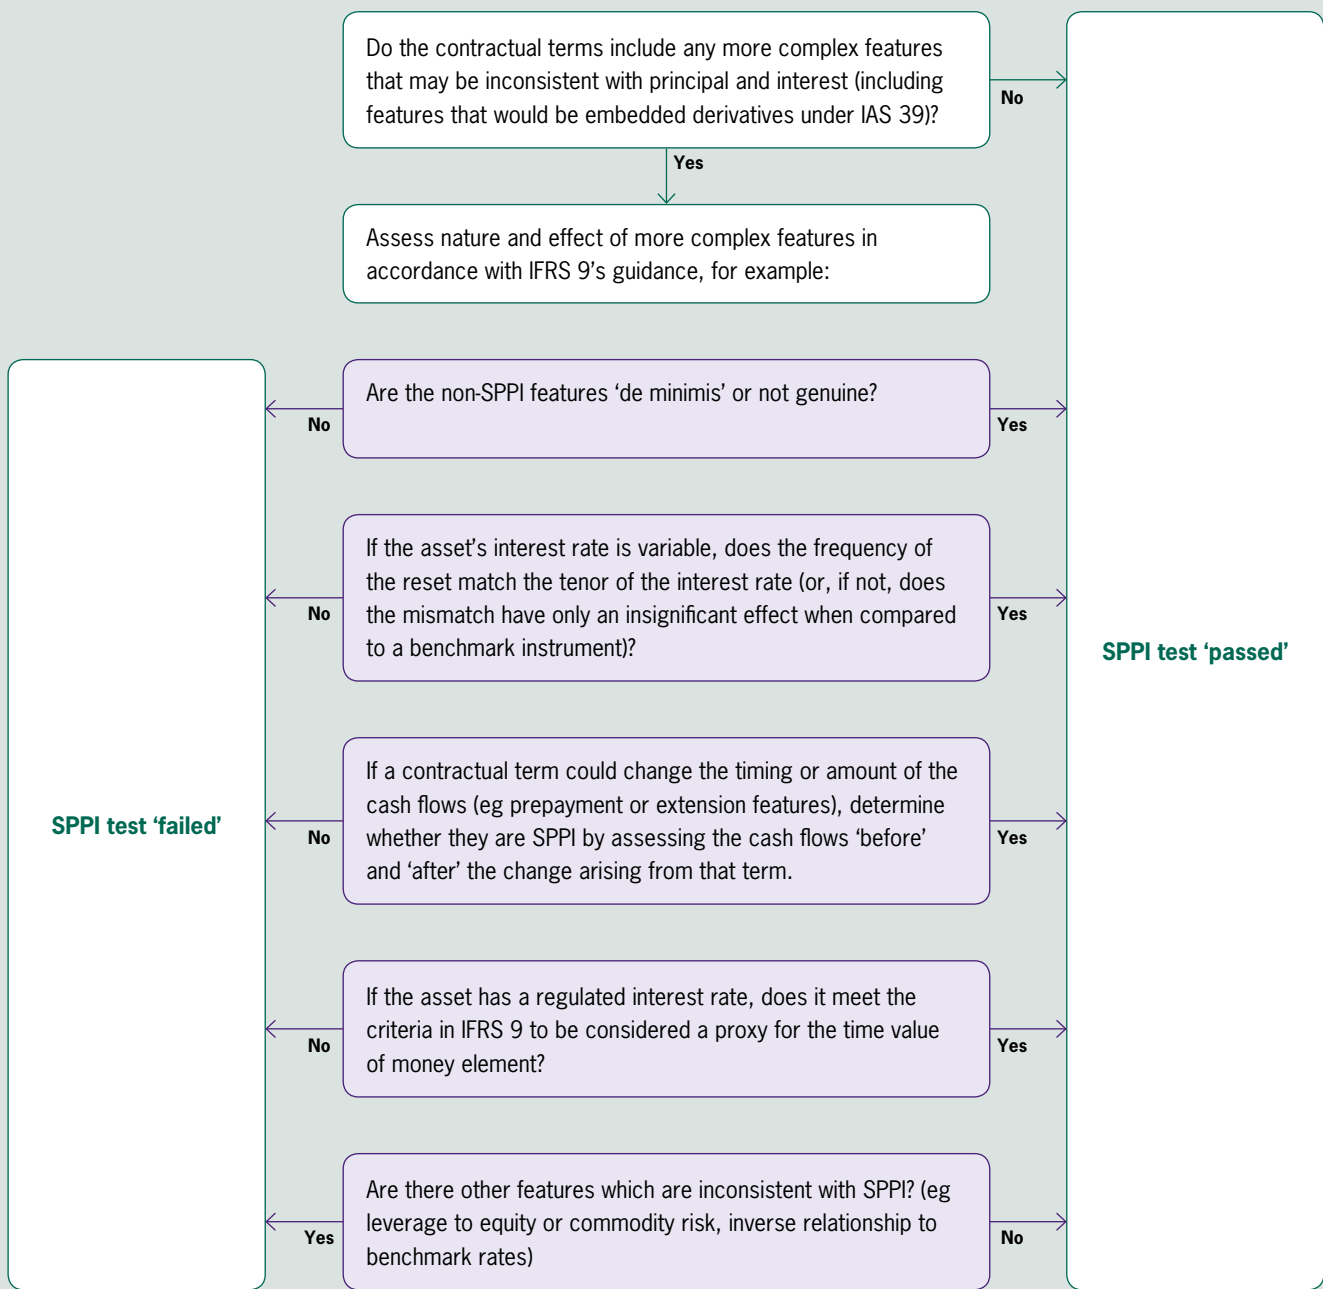 Do the contractual terms include any more complex features
that may be inconsistent with principal and interest (including
features that would be embedded derivatives under IAS 39)?
No
Yes
Assess nature and effect of more complex features in
accordance with IFRS 9’s guidance, for example:
Are the non-SPPI features ‘de minimis’ or not genuine?
No
Yes
If the asset’s interest rate is variable, does the frequency of
the reset match the tenor of the interest rate (or, if not, does
the mismatch have only an insignificant effect when compared
to a benchmark instrument)?
No
Yes
SPPI test ‘passed’
If a contractual term could change the timing or amount of the
cash flows (eg prepayment or extension features), determine
whether they are SPPI by assessing the cash flows ‘before’
and ‘after’ the change arising from that term.
SPPI test ‘failed’
No
Yes
If the asset has a regulated interest rate, does it meet the
criteria in IFRS 9 to be considered a proxy for the time value
of money element?
No
Yes
Are there other features which are inconsistent with SPPI? (eg
leverage to equity or commodity risk, inverse relationship to
benchmark rates)
Yes
No